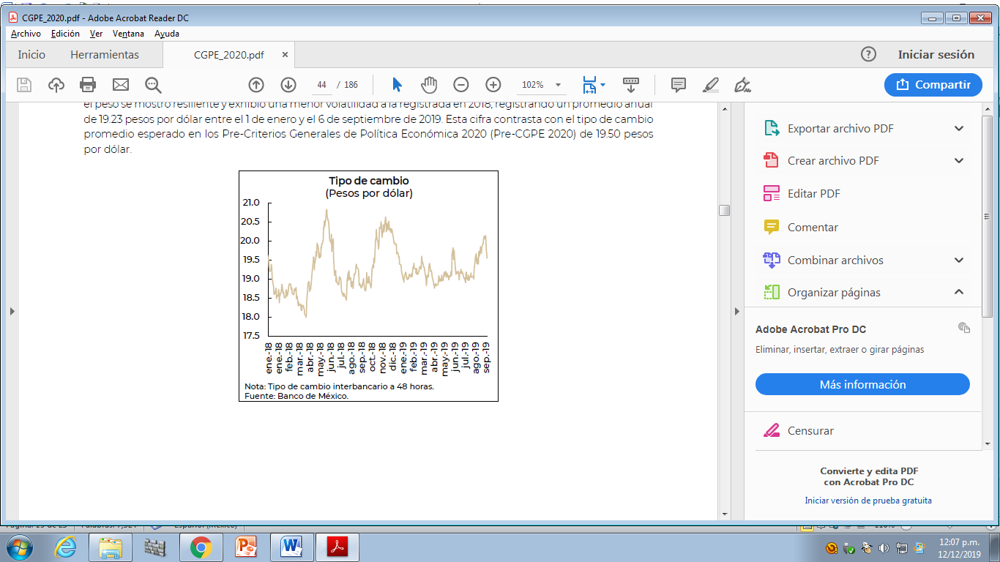 CGPE_2020.pdf - Adobe Acrobat Reader DC
Archivo Edición Ver Ventana Ayuda
Inicio Herramientas CGPE_2020.pdf × Iniciar sesión
44 / 186 102% Compartir
el peso se mostró resiliente y exhibió una menor volatilidad a la registrada en 2018, registrando un promedio anual
de 19.23 pesos por dólar entre el 1 de enero y el 6 de septiembre de 2019. Esta cifra contrasta con el tipo de cambio
promedio esperado en los Pre-Criterios Generales de Política Económica 2020 (Pre-CGPE 2020) de 19.50 pesos
por dólar.
Tipo de cambio
(Pesos por dólar)
21.0
20.5
20.0
19.5
19.0
18.5
18.0
17.5
ene.-18 ene.-18 feb.-18 mar.-18 abr.-18 may.-18 jun.-18 jul.-18 ago.-18 sep.-18 oct.-18 nov.-18 dic.-18 ene.-19 feb.-19 mar.-19 abr.-19 may.-19 jun.-19 jul.-19 ago.-19 sep.-19
Nota: Tipo de cambio interbancario a 48 horas.
Fuente: Banco de México.
Exportar archivo PDF
Crear archivo PDF
Editar PDF
Comentar
Combinar archivos
Organizar páginas
Adobe Acrobat Pro DC
Eliminar, insertar, extraer o girar páginas
Más información
Censurar
Convierte y edita PDF
con Acrobat Pro DC
Iniciar versión de prueba gratuita
12:07 p.m.
12/12/2019